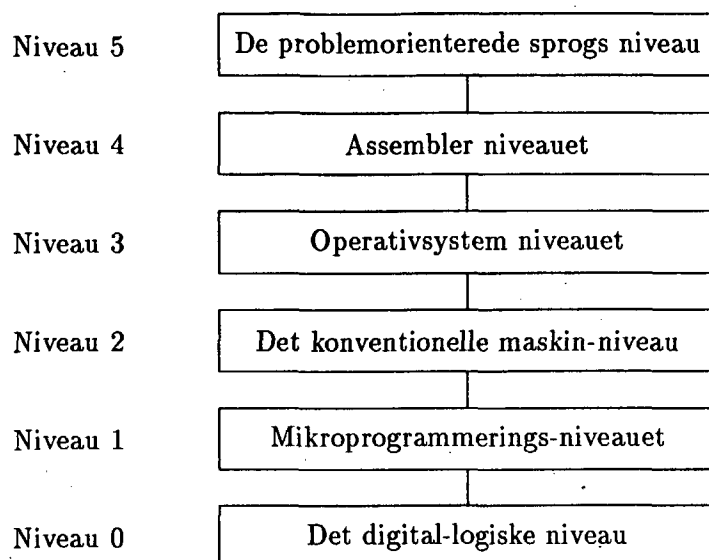 Niveau 5 De problemorienterede sprogs niveau
Niveau 4 Assembler niveauet
Niveau 3 Operativsystem niveauet
Niveau 2 Det konventionelle maskin-niveau
Niveau 1 Mikroprogrammerings-niveauet
Niveau 0 Det digital-logiske niveau